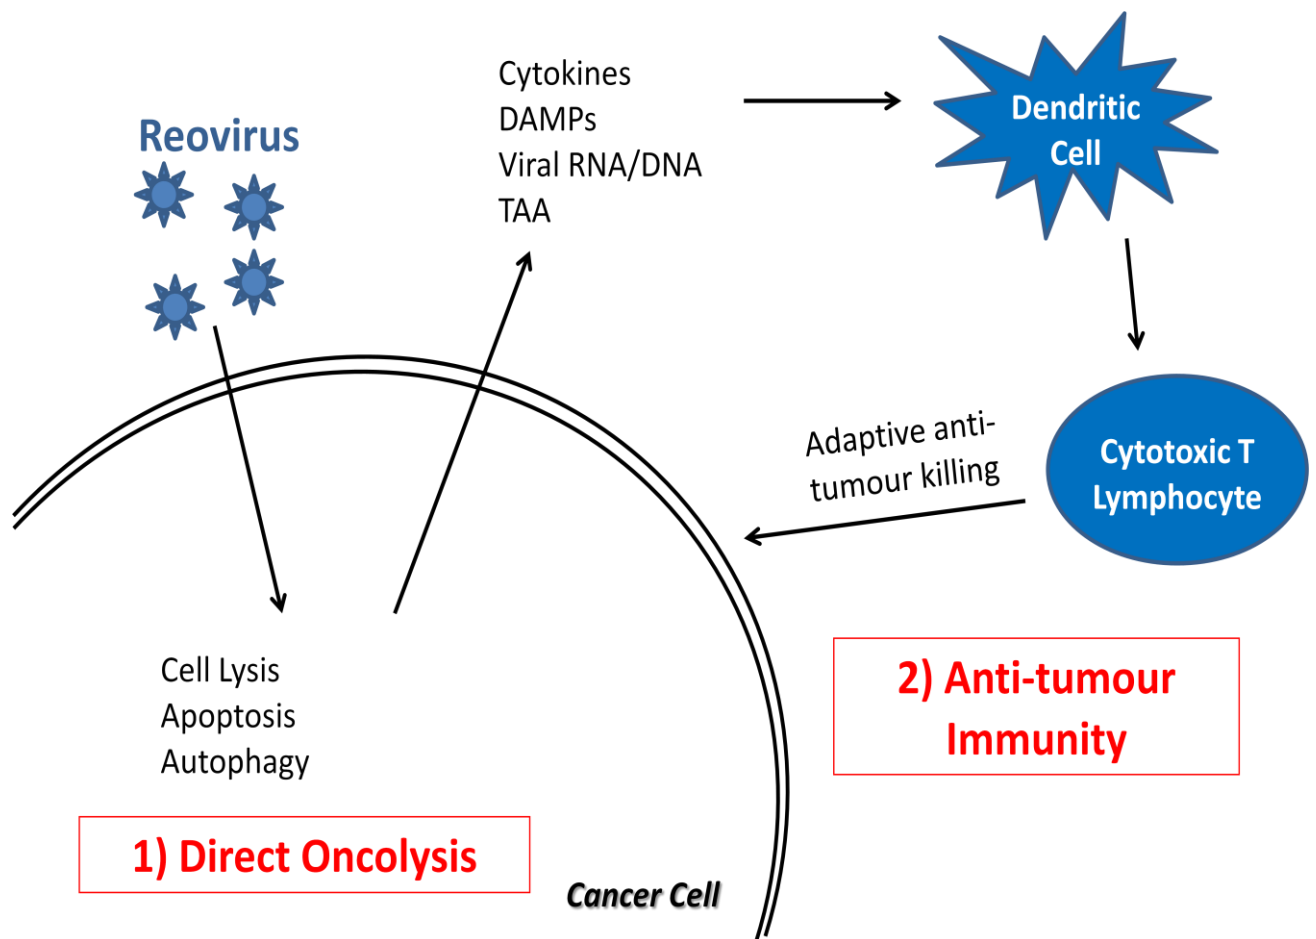 Reovirus
Cytokines
DAMPs
Viral RNA/DNA
TAA
Dendritic
Cell
Adaptive anti-
tumour killing
Cytotoxic T
Lymphocyte
Cell Lysis
Apoptosis
Autophagy
1) Direct Oncolysis
2) Anti-tumour
Immunity
Cancer Cell